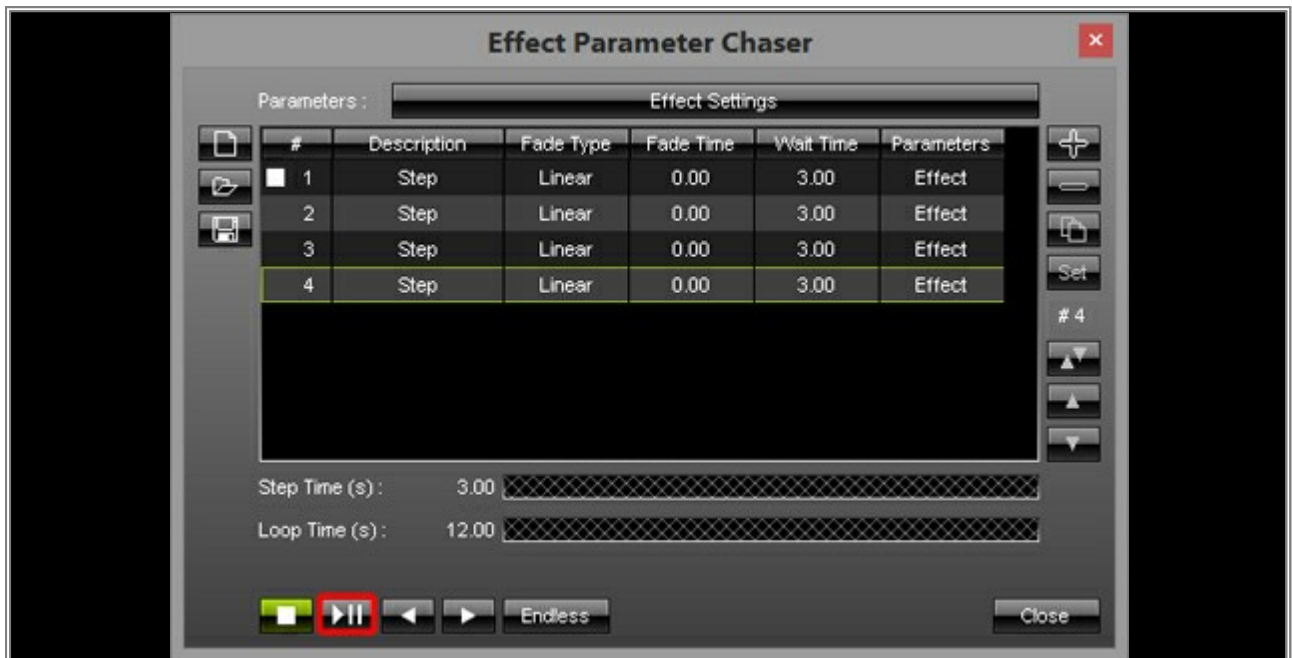 Effect Parameter Chaser
Parameters : Effect Settings
# Description Fade Type Fade Time Wait Time Parameters
1 Step Linear 0.00 3.00 Effect
2 Step Linear 0.00 3.00 Effect
3 Step Linear 0.00 3.00 Effect
4 Step Linear 0.00 3.00 Effect
Set
# 4
Step Time (s) : 3.00
Loop Time (s) : 12.00
Endless Close